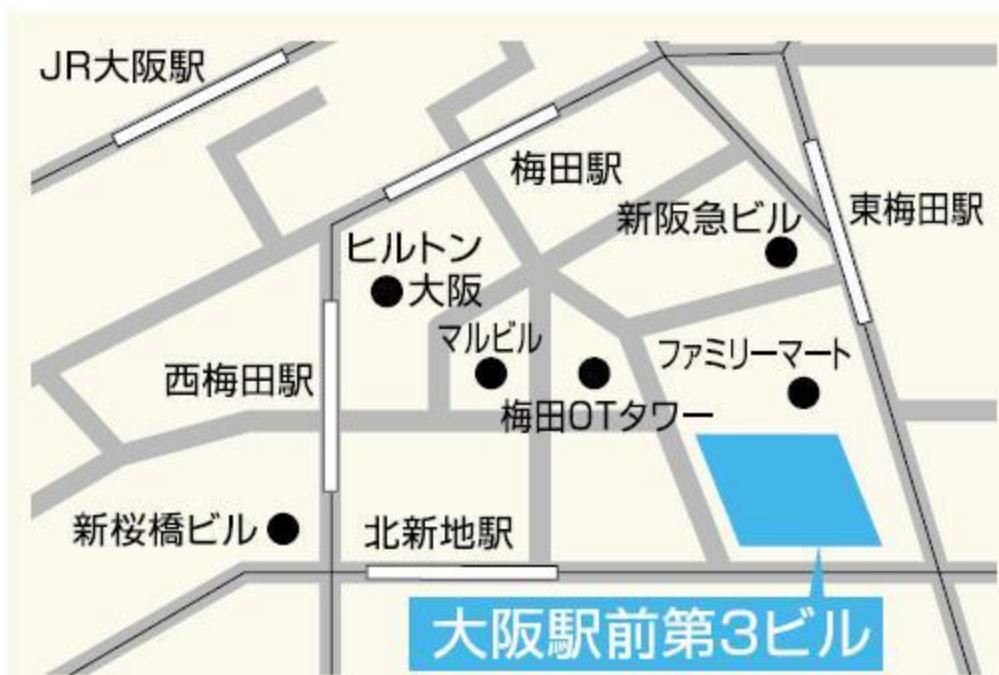 JR大阪駅
梅田駅
新阪急ビル
東梅田駅
ヒルトン
大阪
マルビル
ファミリーマート
西梅田駅
梅田OTタワー
新桜橋ビル
北新地駅
大阪駅前第3ビル